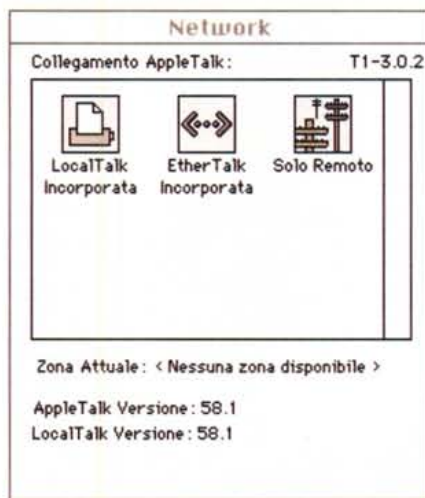 Network
Collegamento AppleTalk: T1-3.0.2
LocalTalk Incorporata
EtherTalk Incorporata
Solo Remoto
Zona Attuale: < Nessuna zona disponibile >
AppleTalk Versione: 58.1
LocalTalk Versione: 58.1